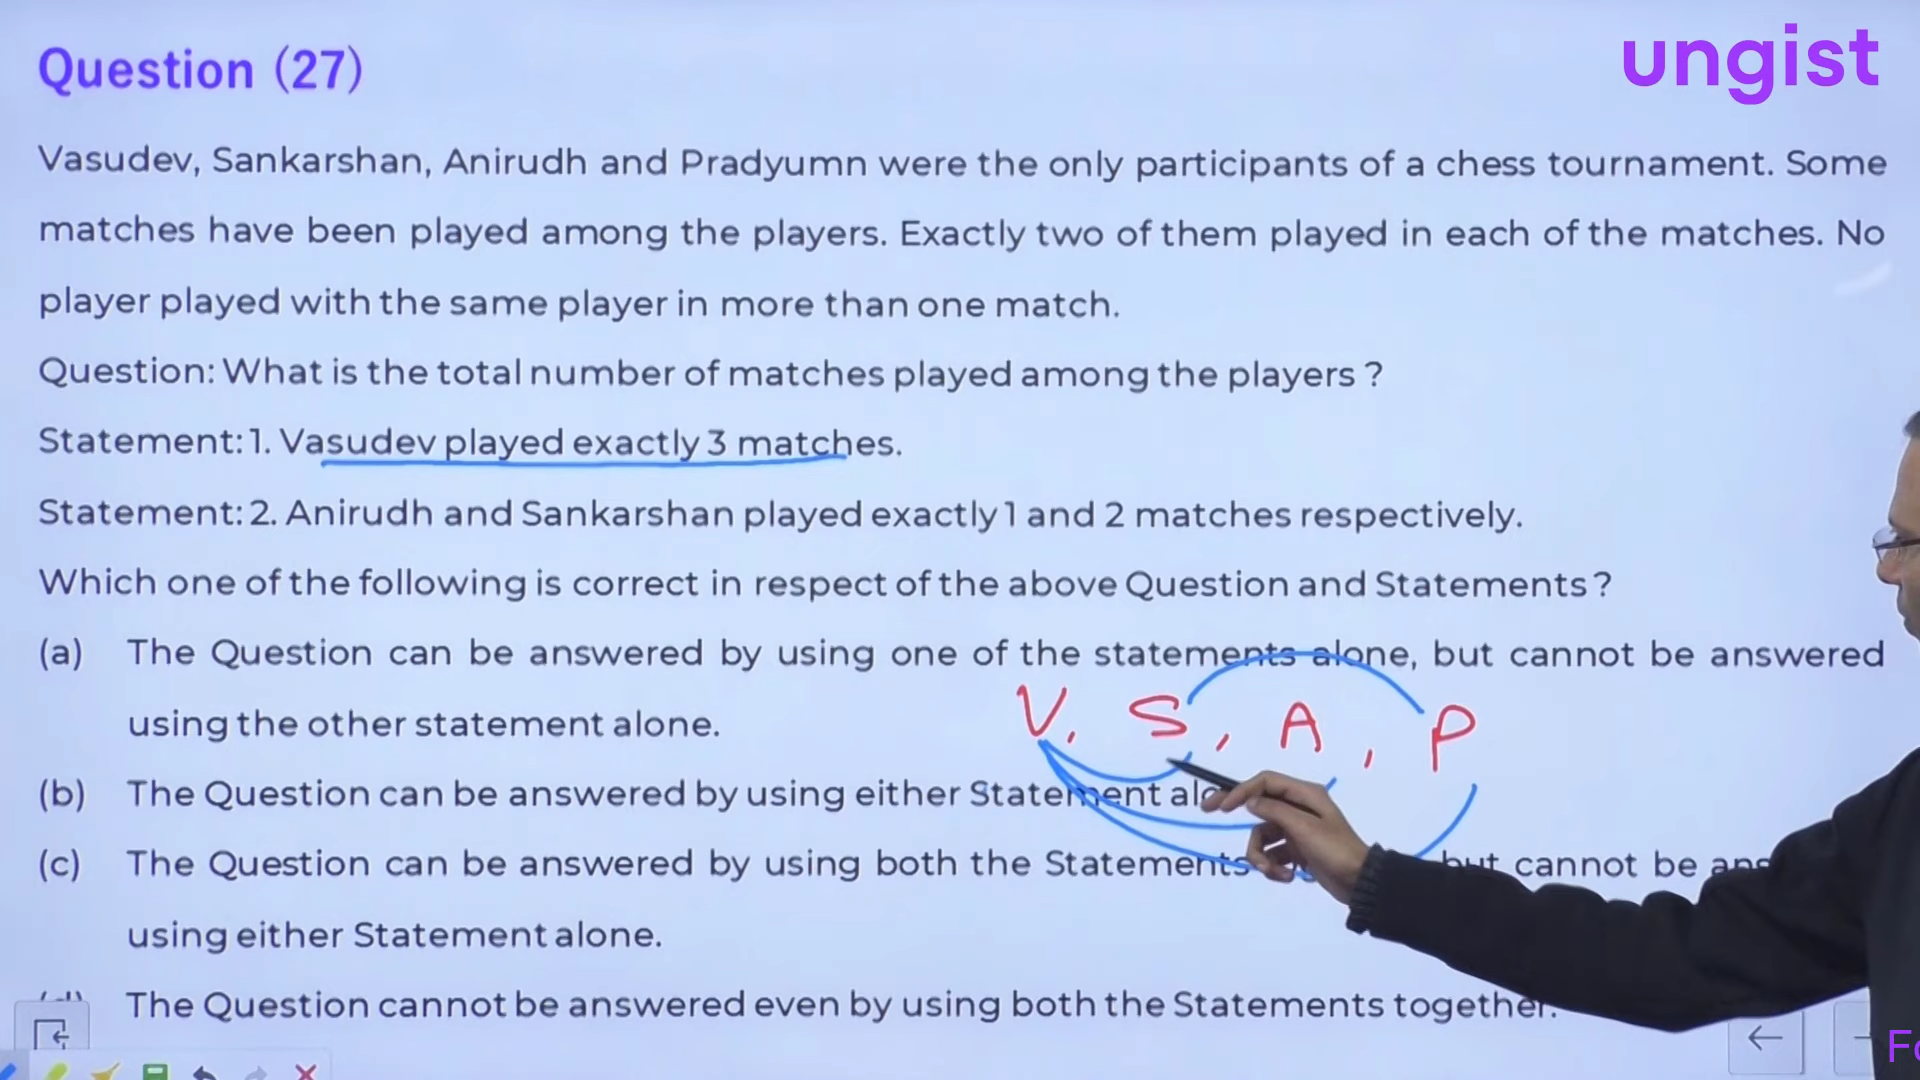 Question (27)
ungist
Vasudev, Sankarshan, Anirudh and Pradyumn were the only participants of a chess tournament. Some
matches have been played among the players. Exactly two of them played in each of the matches. No
player played with the same player in more than one match.
Question: What is the total number of matches played among the players ?
Statement: 1. Vasudev played exactly 3 matches.
Statement: 2. Anirudh and Sankarshan played exactly 1 and 2 matches respectively.
Which one of the following is correct in respect of the above Question and Statements ?
(a) The Question can be answered by using one of the statements alone, but cannot be answered
using the other statement alone.
V, S, A, P
(b) The Question can be answered by using either Statement
(c) The Question can be answered by using both the Statements but cannot be
using either Statement alone.
The Question cannot be answered even by using both the Statements together.